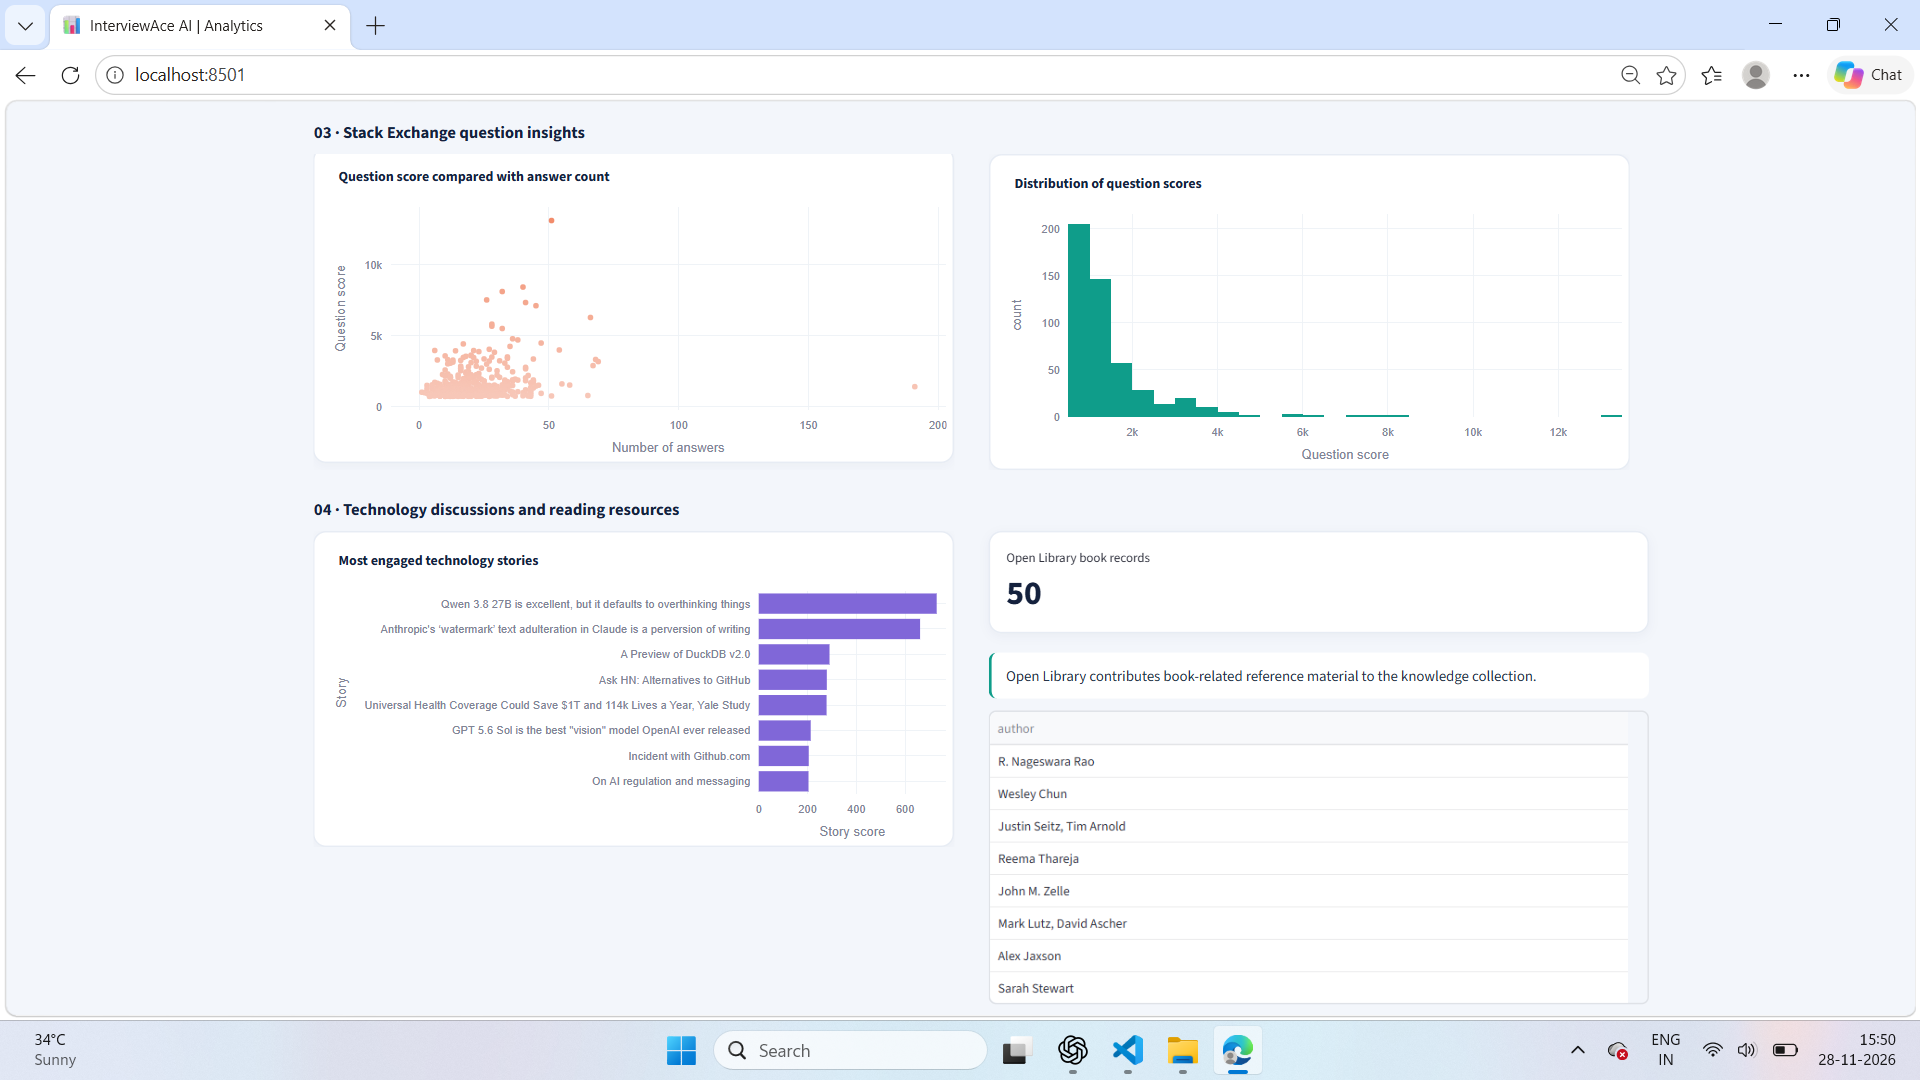 InterviewAce AI | Analytics
localhost:8501
Chat
03 · Stack Exchange question insights
Question score compared with answer count
Question score
10k
5k
0
0
50
100
150
200
Number of answers
Distribution of question scores
count
200
150
100
50
0
2k
4k
6k
8k
10k
12k
Question score
04 · Technology discussions and reading resources
Most engaged technology stories
Story
Qwen 3.8 27B is excellent, but it defaults to overthinking things
Anthropic's ‘watermark’ text adulteration in Claude is a perversion of writing
A Preview of DuckDB v2.0
Ask HN: Alternatives to GitHub
Universal Health Coverage Could Save $1T and 114k Lives a Year, Yale Study
GPT 5.6 Sol is the best "vision" model OpenAI ever released
Incident with Github.com
On AI regulation and messaging
0
200
400
600
Story score
Open Library book records
50
Open Library contributes book-related reference material to the knowledge collection.
author
R. Nageswara Rao
Wesley Chun
Justin Seitz, Tim Arnold
Reema Thareja
John M. Zelle
Mark Lutz, David Ascher
Alex Jaxson
Sarah Stewart
34°C
Sunny
Search
ENG
IN
15:50
28-11-2026